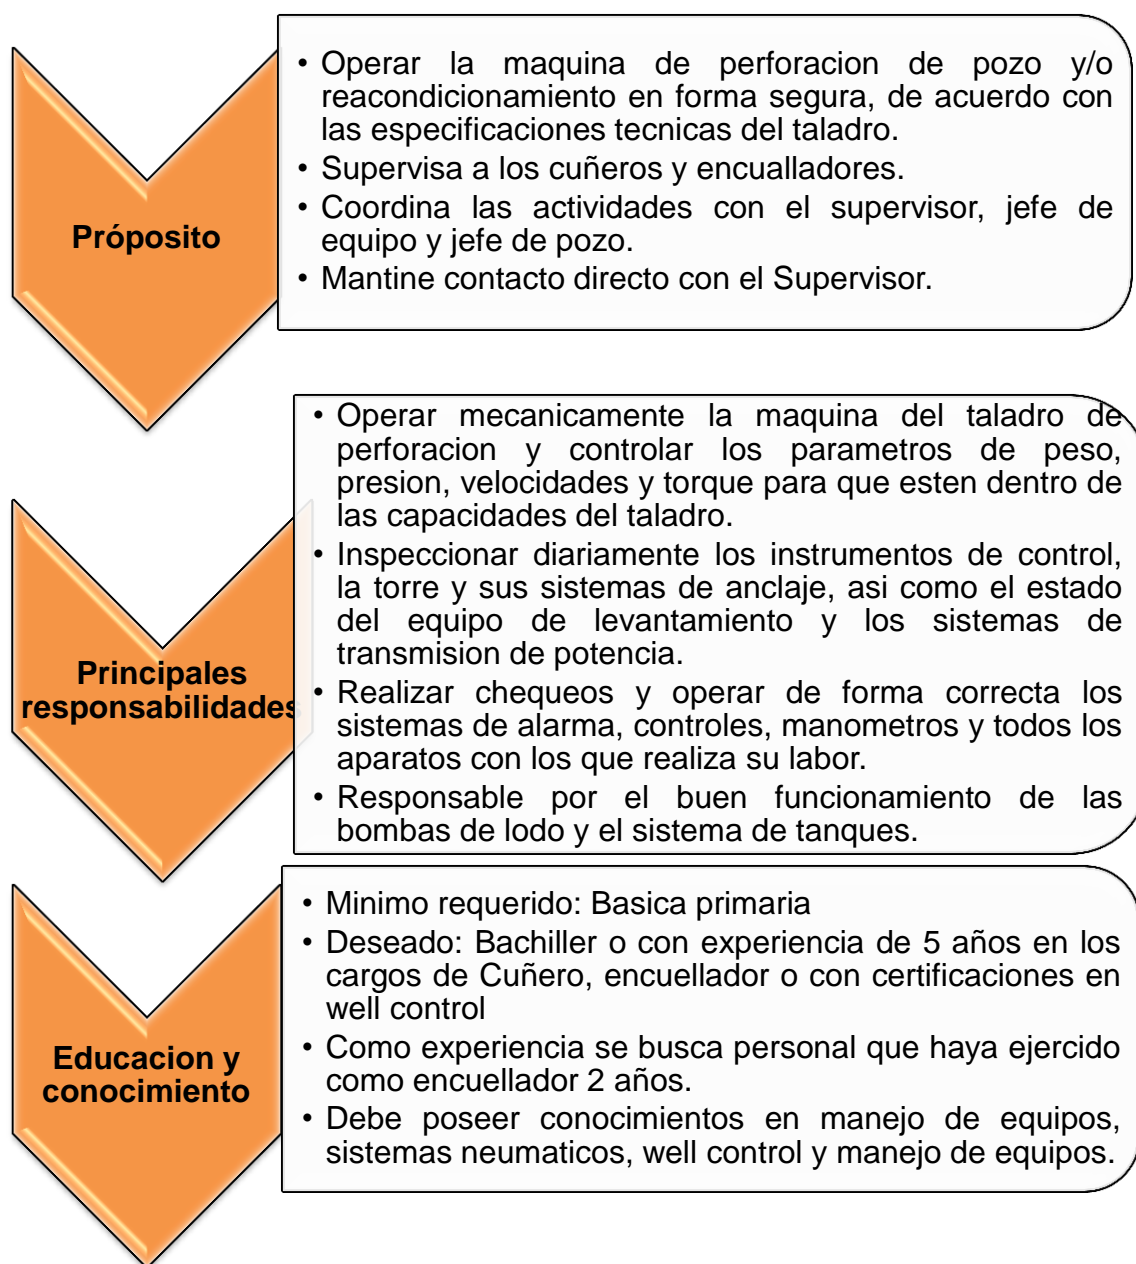 Próposito
• Operar la maquina de perforacion de pozo y/o
reacondicionamiento en forma segura, de acuerdo con
las especificaciones tecnicas del taladro.
• Supervisa a los cuñeros y encualladores.
• Coordina las actividades con el supervisor, jefe de
equipo y jefe de pozo.
• Mantine contacto directo con el Supervisor.
Principales
responsabilidades
• Operar mecanicamente la maquina del taladro de
perforacion y controlar los parametros de peso,
presion, velocidades y torque para que esten dentro de
las capacidades del taladro.
• Inspeccionar diariamente los instrumentos de control,
la torre y sus sistemas de anclaje, asi como el estado
del equipo de levantamiento y los sistemas de
transmision de potencia.
• Realizar chequeos y operar de forma correcta los
sistemas de alarma, controles, manometros y todos los
aparatos con los que realiza su labor.
• Responsable por el buen funcionamiento de las
bombas de lodo y el sistema de tanques.
Educacion y
conocimiento
• Minimo requerido: Basica primaria
• Deseado: Bachiller o con experiencia de 5 años en los
cargos de Cuñero, encuellador o con certificaciones en
well control
• Como experiencia se busca personal que haya ejercido
como encuellador 2 años.
• Debe poseer conocimientos en manejo de equipos,
sistemas neumaticos, well control y manejo de equipos.